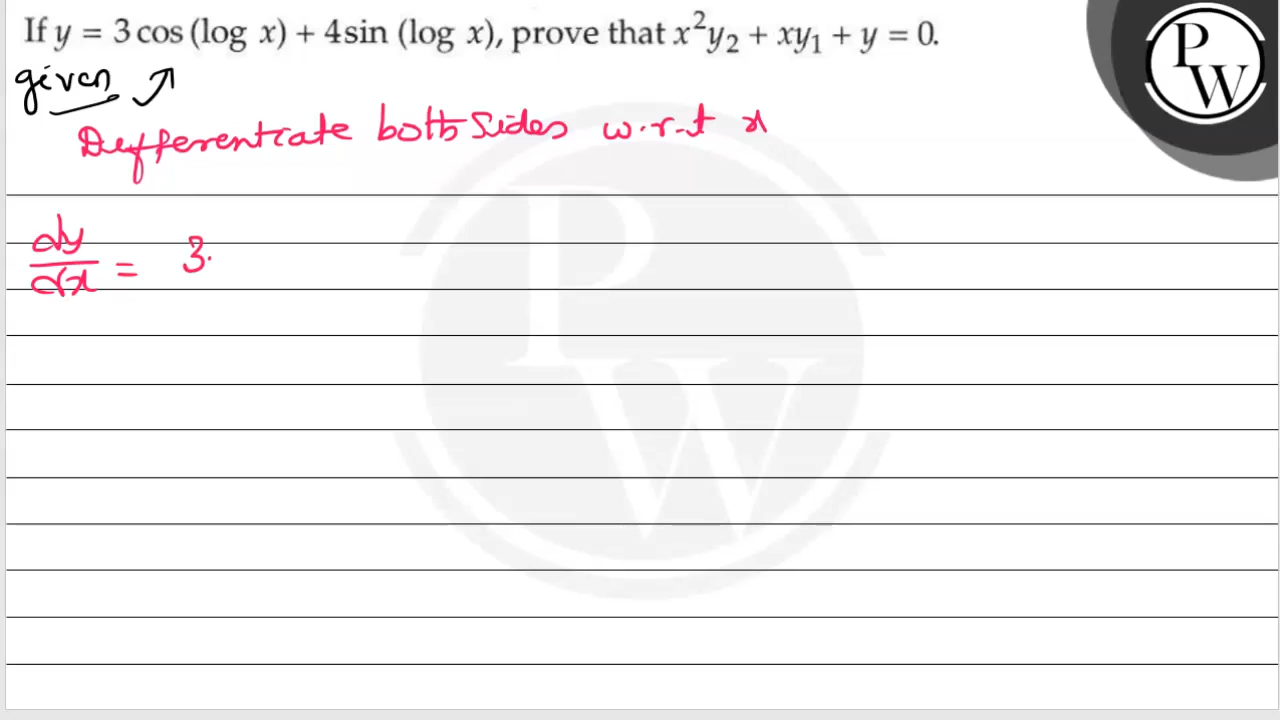 If y = 3 cos (log x) + 4 sin (log x), prove that x²y₂ + xy₁ + y = 0.
given
Differentiate both sides w.r.t x
dy/dx = 3.
P
W